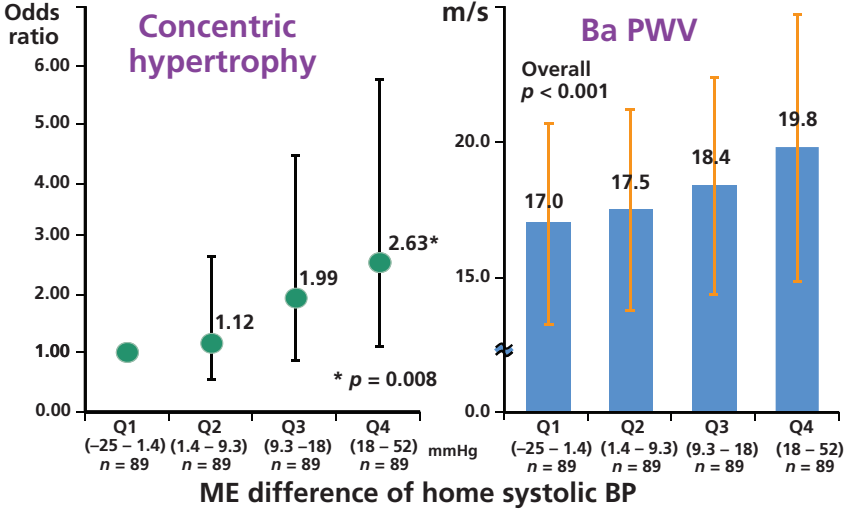 Odds
ratio
Concentric
hypertrophy
6.00
5.00
4.00
3.00
2.00
1.00
0.00
1.12
1.99
2.63*
* p = 0.008
Q1
(–25 – 1.4)
n = 89
Q2
(1.4 – 9.3)
n = 89
Q3
(9.3 –18)
n = 89
Q4
(18 – 52)
n = 89
mmHg
m/s
Ba PWV
Overall
p < 0.001
20.0
15.0
0.0
17.0
17.5
18.4
19.8
Q1
(–25 – 1.4)
n = 89
Q2
(1.4 – 9.3)
n = 89
Q3
(9.3 – 18)
n = 89
Q4
(18 – 52)
n = 89
ME difference of home systolic BP